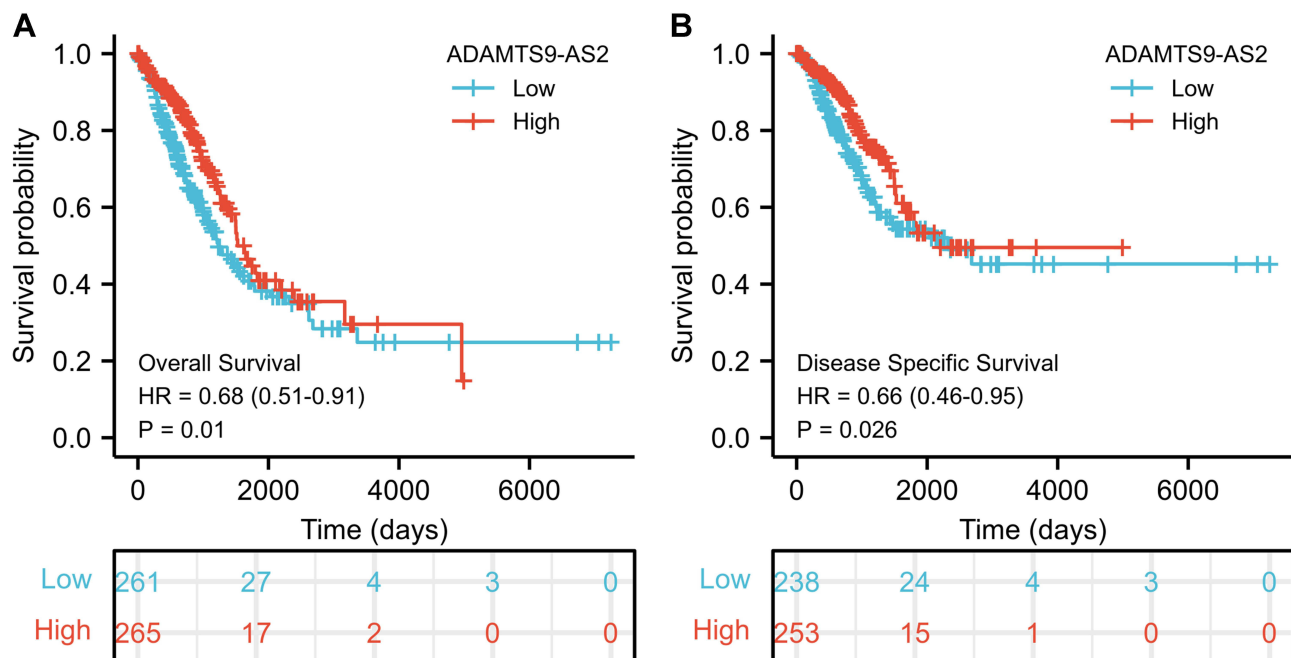 A
ADAMTS9-AS2
Low
High
Survival probability
1.0
0.8
0.6
0.4
0.2
0.0
Overall Survival
HR = 0.68 (0.51-0.91)
P = 0.01
0 2000 4000 6000
Time (days)
Low 261 27 4 3 0
High 265 17 2 0 0
B
ADAMTS9-AS2
Low
High
Survival probability
1.0
0.8
0.6
0.4
0.2
0.0
Disease Specific Survival
HR = 0.66 (0.46-0.95)
P = 0.026
0 2000 4000 6000
Time (days)
Low 238 24 4 3 0
High 253 15 1 0 0